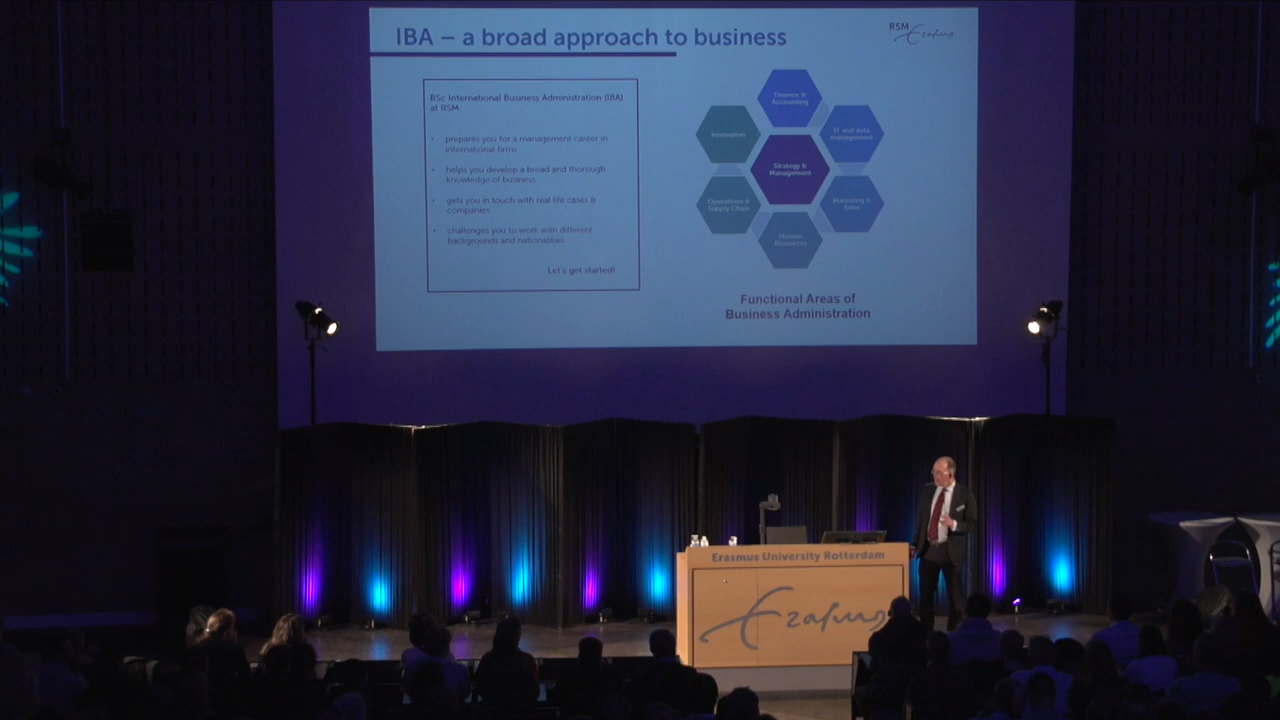 IBA – a broad approach to business
RSM
Erasmus
BSc International Business Administration (IBA)
at RSM:
• prepares you for a management career in
international firms
• helps you develop a broad and thorough
knowledge of business
• gets you in touch with real life cases &
companies
• challenges you to work with different
backgrounds and nationalities
Let's get started!
Finance &
Accounting
Innovation
IT and data
management
Strategy &
Management
Operations &
Supply Chain
Marketing &
Sales
Human
Resources
Functional Areas of
Business Administration
Erasmus University Rotterdam
Erasmus